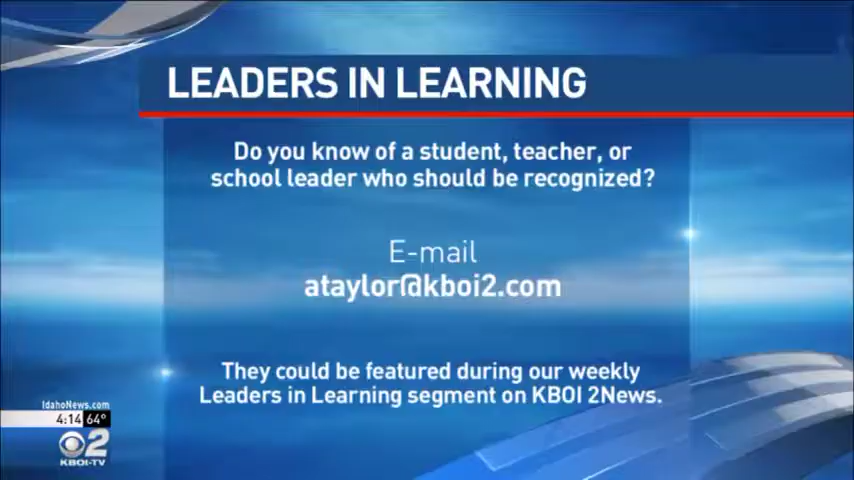 LEADERS IN LEARNING
Do you know of a student, teacher, or
school leader who should be recognized?
E-mail
ataylor@kboi2.com
They could be featured during our weekly
Leaders in Learning segment on KBOI 2News.
IdahoNews.com
4:14 64°
2
KBOI-TV